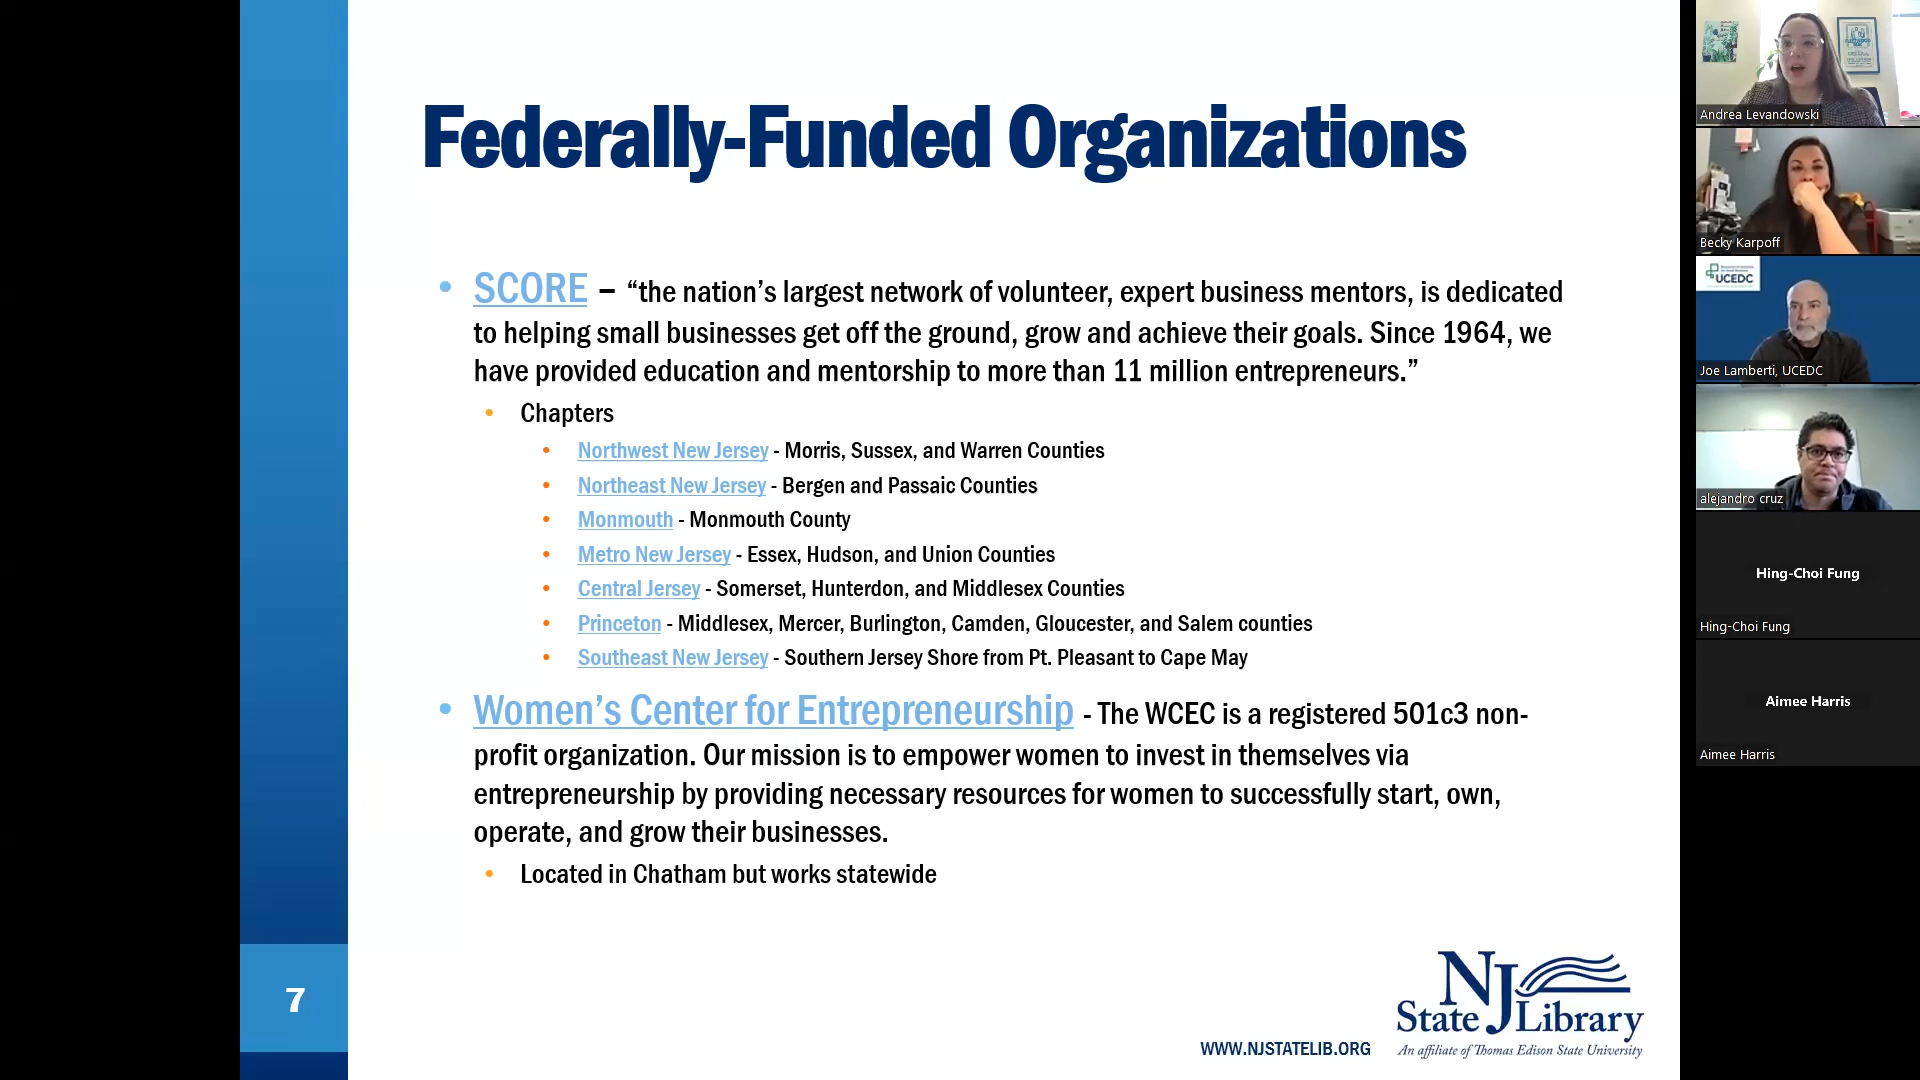 Federally-Funded Organizations
• SCORE – “the nation’s largest network of volunteer, expert business mentors, is dedicated
to helping small businesses get off the ground, grow and achieve their goals. Since 1964, we
have provided education and mentorship to more than 11 million entrepreneurs.”
• Chapters
• Northwest New Jersey - Morris, Sussex, and Warren Counties
• Northeast New Jersey - Bergen and Passaic Counties
• Monmouth - Monmouth County
• Metro New Jersey - Essex, Hudson, and Union Counties
• Central Jersey - Somerset, Hunterdon, and Middlesex Counties
• Princeton - Middlesex, Mercer, Burlington, Camden, Gloucester, and Salem counties
• Southeast New Jersey - Southern Jersey Shore from Pt. Pleasant to Cape May
• Women’s Center for Entrepreneurship - The WCEC is a registered 501c3 non-
profit organization. Our mission is to empower women to invest in themselves via
entrepreneurship by providing necessary resources for women to successfully start, own,
operate, and grow their businesses.
• Located in Chatham but works statewide
7
WWW.NJSTATELIB.ORG
NJ
State Library
An affiliate of Thomas Edison State University
Andrea Levandowski
Becky Karpoff
UCEDC
Joe Lamberti, UCEDC
alejandro cruz
Hing-Choi Fung
Hing-Choi Fung
Aimee Harris
Aimee Harris